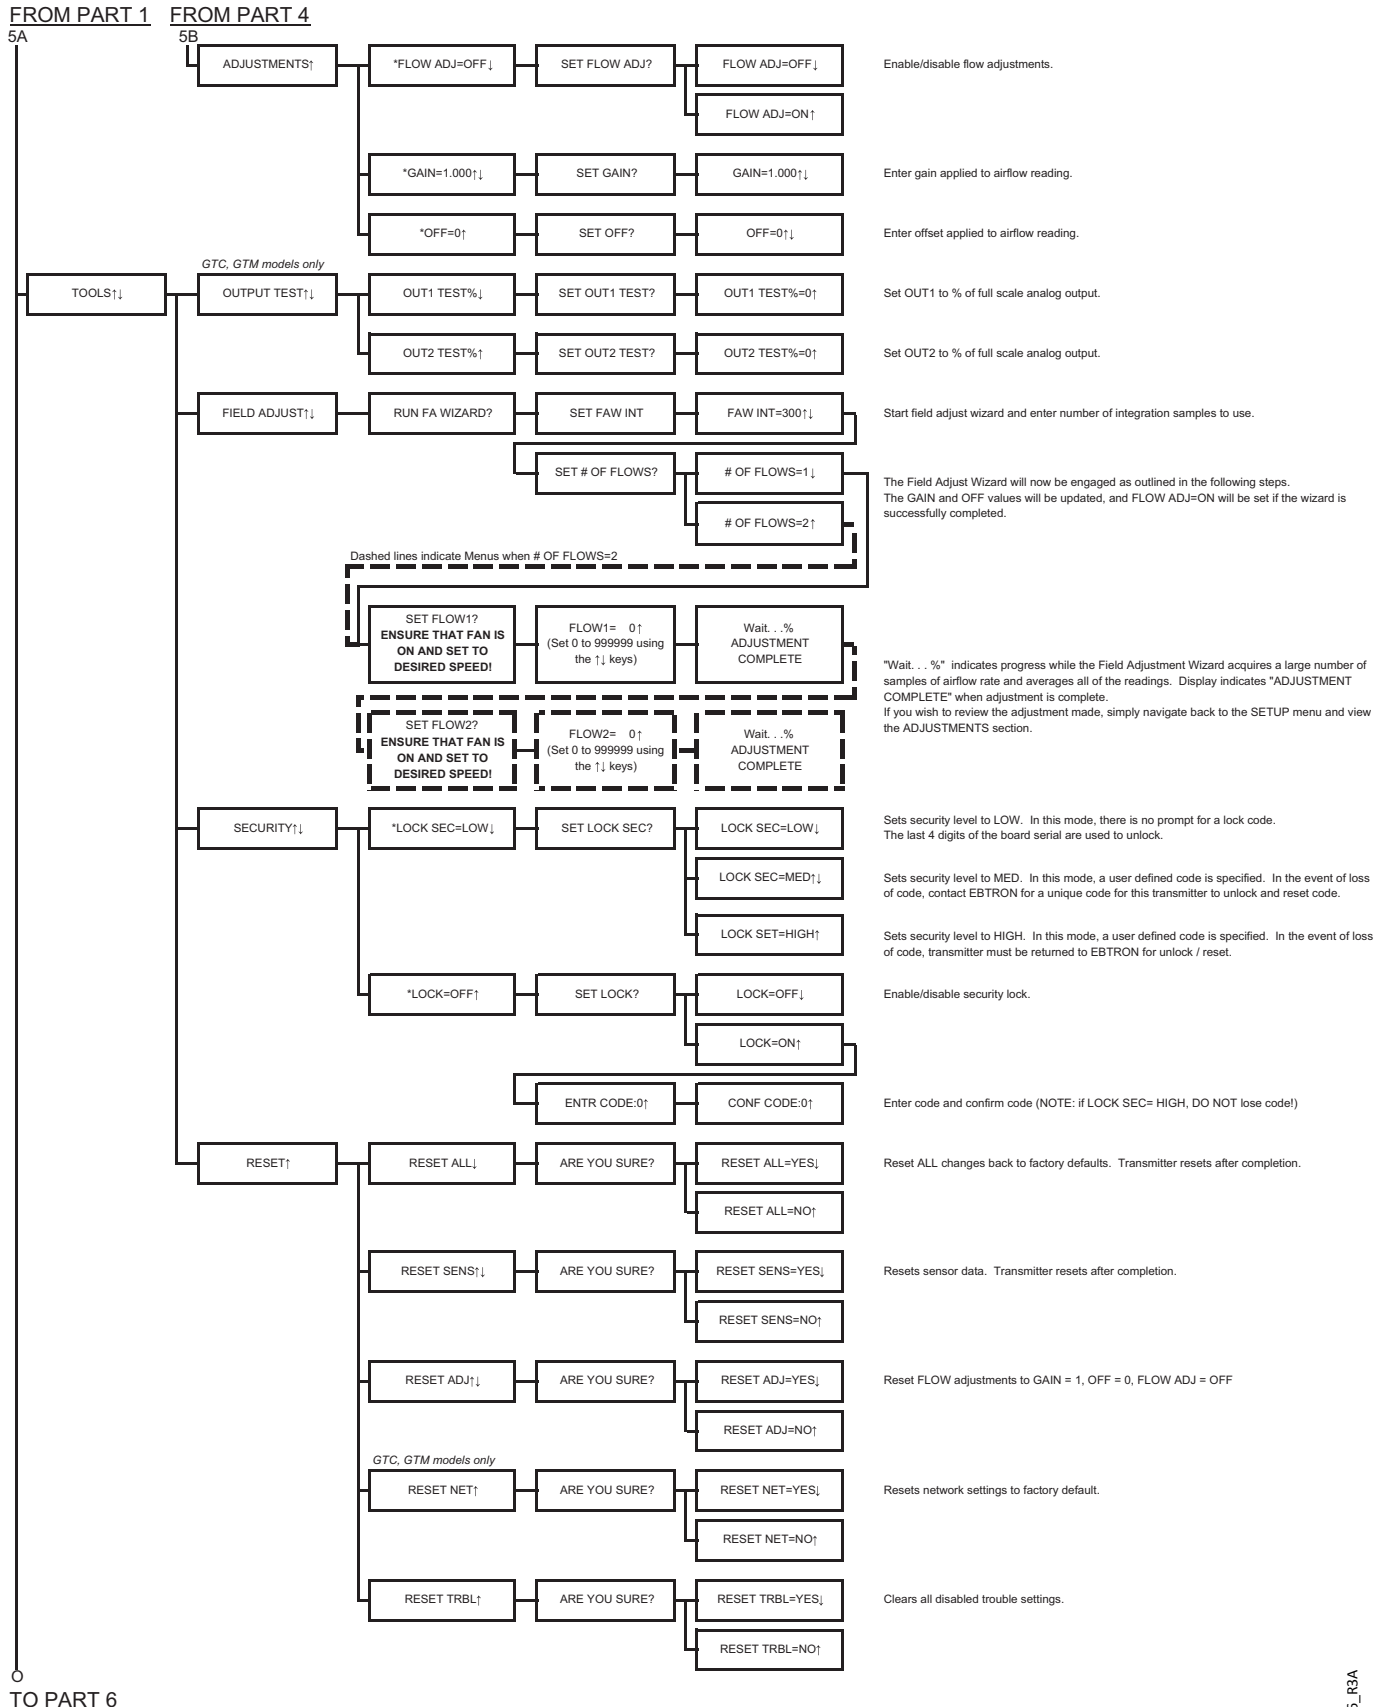 FROM PART 1 FROM PART 4
5A 5B
ADJUSTMENTS↑ *FLOW ADJ=OFF↓ SET FLOW ADJ? FLOW ADJ=OFF↓ Enable/disable flow adjustments.
FLOW ADJ=ON↑
*GAIN=1.000↑↓ SET GAIN? GAIN=1.000↑↓ Enter gain applied to airflow reading.
*OFF=0↑ SET OFF? OFF=0↑↓ Enter offset applied to airflow reading.
GTC, GTM models only
TOOLS↑↓ OUTPUT TEST↑↓ OUT1 TEST%↓ SET OUT1 TEST? OUT1 TEST%=0↑ Set OUT1 to % of full scale analog output.
OUT2 TEST%↑ SET OUT2 TEST? OUT2 TEST%=0↑ Set OUT2 to % of full scale analog output.
FIELD ADJUST↑↓ RUN FA WIZARD? SET FAW INT FAW INT=300↑↓ Start field adjust wizard and enter number of integration samples to use.
SET # OF FLOWS? # OF FLOWS=1↓
The Field Adjust Wizard will now be engaged as outlined in the following steps.
The GAIN and OFF values will be updated, and FLOW ADJ=ON will be set if the wizard is
successfully completed.
# OF FLOWS=2↑
Dashed lines indicate Menus when # OF FLOWS=2
SET FLOW1?
ENSURE THAT FAN IS
ON AND SET TO
DESIRED SPEED!
FLOW1= 0↑
(Set 0 to 999999 using
the ↑↓ keys)
Wait. . .%
ADJUSTMENT
COMPLETE
"Wait. . . %" indicates progress while the Field Adjustment Wizard acquires a large number of
samples of airflow rate and averages all of the readings. Display indicates "ADJUSTMENT
COMPLETE" when adjustment is complete.
If you wish to review the adjustment made, simply navigate back to the SETUP menu and view
the ADJUSTMENTS section.
SET FLOW2?
ENSURE THAT FAN IS
ON AND SET TO
DESIRED SPEED!
FLOW2= 0↑
(Set 0 to 999999 using
the ↑↓ keys)
Wait. . .%
ADJUSTMENT
COMPLETE
SECURITY↑↓ *LOCK SEC=LOW↓ SET LOCK SEC? LOCK SEC=LOW↓
Sets security level to LOW. In this mode, there is no prompt for a lock code.
The last 4 digits of the board serial are used to unlock.
LOCK SEC=MED↑↓
Sets security level to MED. In this mode, a user defined code is specified. In the event of loss
of code, contact EBTRON for a unique code for this transmitter to unlock and reset code.
LOCK SET=HIGH↑
Sets security level to HIGH. In this mode, a user defined code is specified. In the event of loss
of code, transmitter must be returned to EBTRON for unlock / reset.
*LOCK=OFF↑ SET LOCK? LOCK=OFF↓ Enable/disable security lock.
LOCK=ON↑
ENTR CODE:0↑ CONF CODE:0↑ Enter code and confirm code (NOTE: if LOCK SEC= HIGH, DO NOT lose code!)
RESET↑ RESET ALL↓ ARE YOU SURE? RESET ALL=YES↓ Reset ALL changes back to factory defaults. Transmitter resets after completion.
RESET ALL=NO↑
RESET SENS↑↓ ARE YOU SURE? RESET SENS=YES↓ Resets sensor data. Transmitter resets after completion.
RESET SENS=NO↑
RESET ADJ↑↓ ARE YOU SURE? RESET ADJ=YES↓ Reset FLOW adjustments to GAIN = 1, OFF = 0, FLOW ADJ = OFF
RESET ADJ=NO↑
GTC, GTM models only
RESET NET↑ ARE YOU SURE? RESET NET=YES↓ Resets network settings to factory default.
RESET NET=NO↑
RESET TRBL↑ ARE YOU SURE? RESET TRBL=YES↓ Clears all disabled trouble settings.
RESET TRBL=NO↑
O
TO PART 6
_R3A